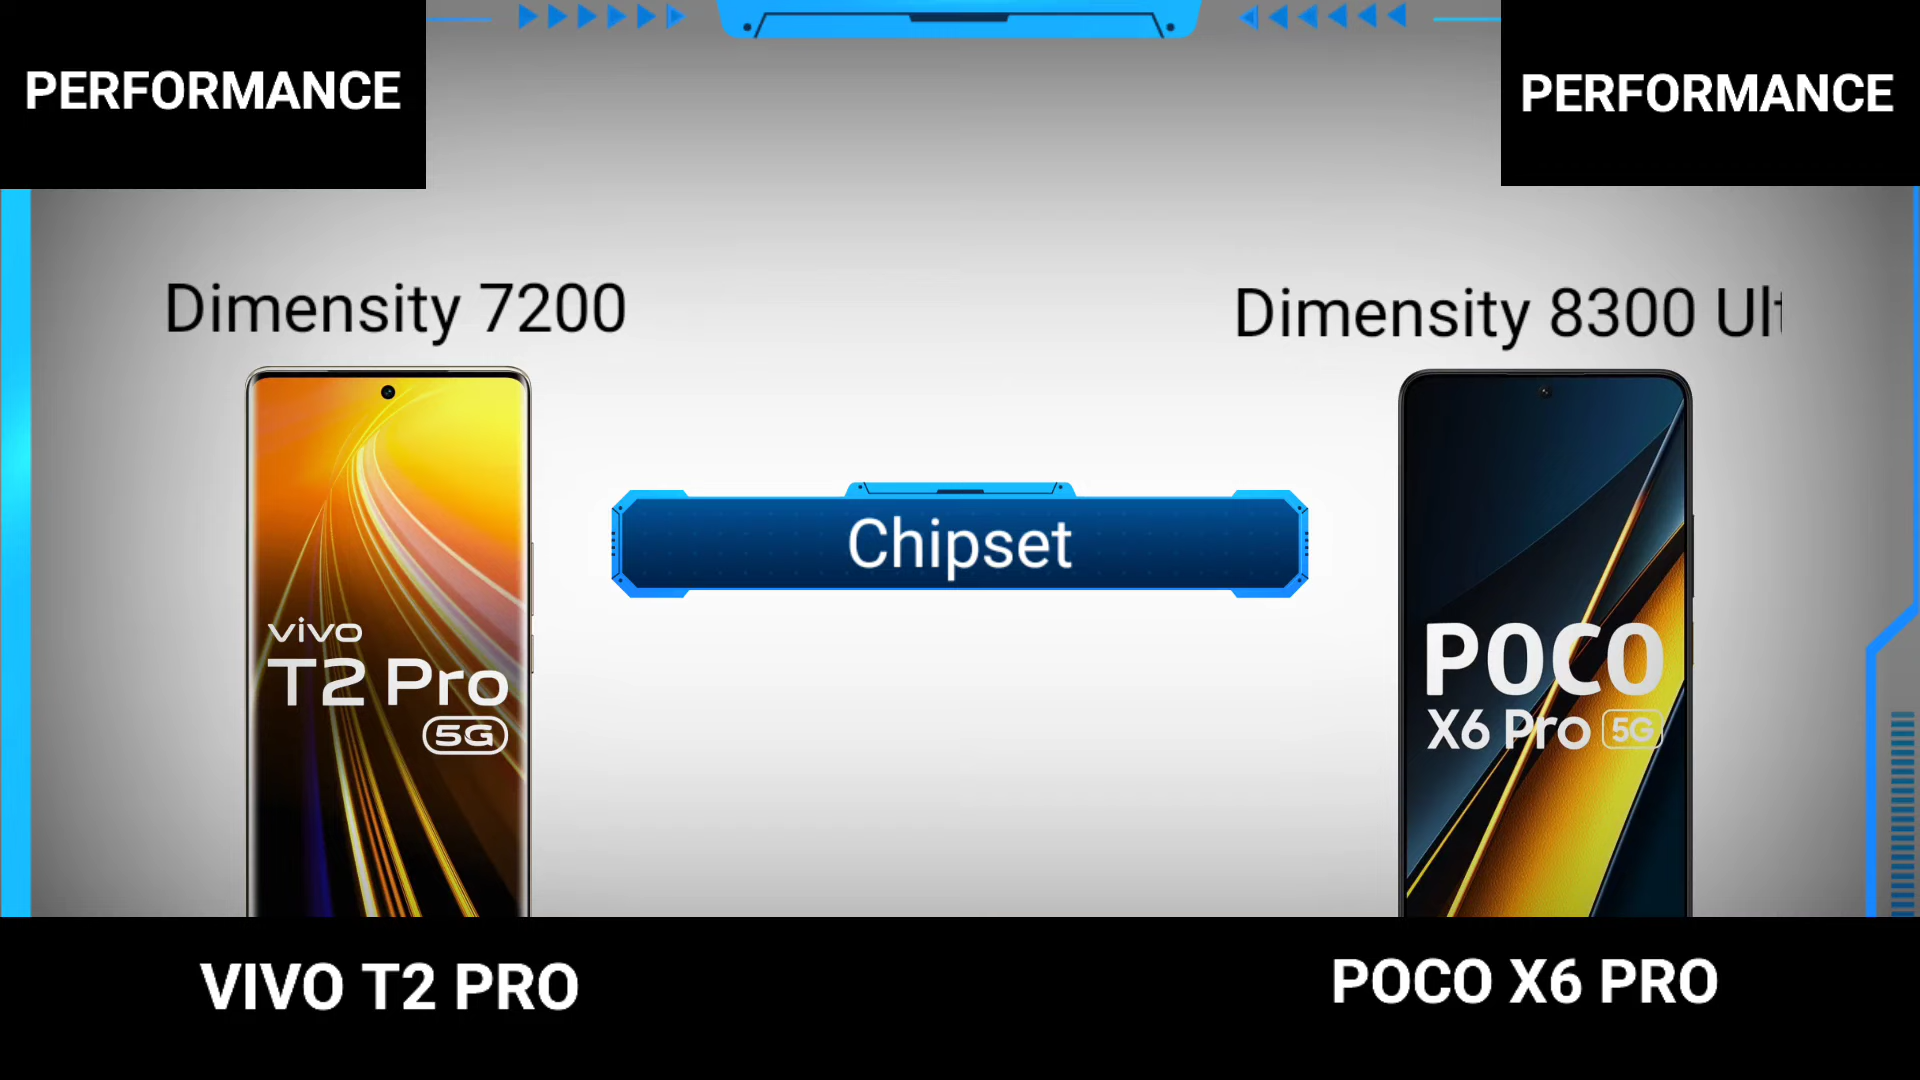 PERFORMANCE
PERFORMANCE
Dimensity 7200
Dimensity 8300 Ult
Chipset
vivo
T2 Pro
5G
POCO
X6 Pro 5G
VIVO T2 PRO
POCO X6 PRO